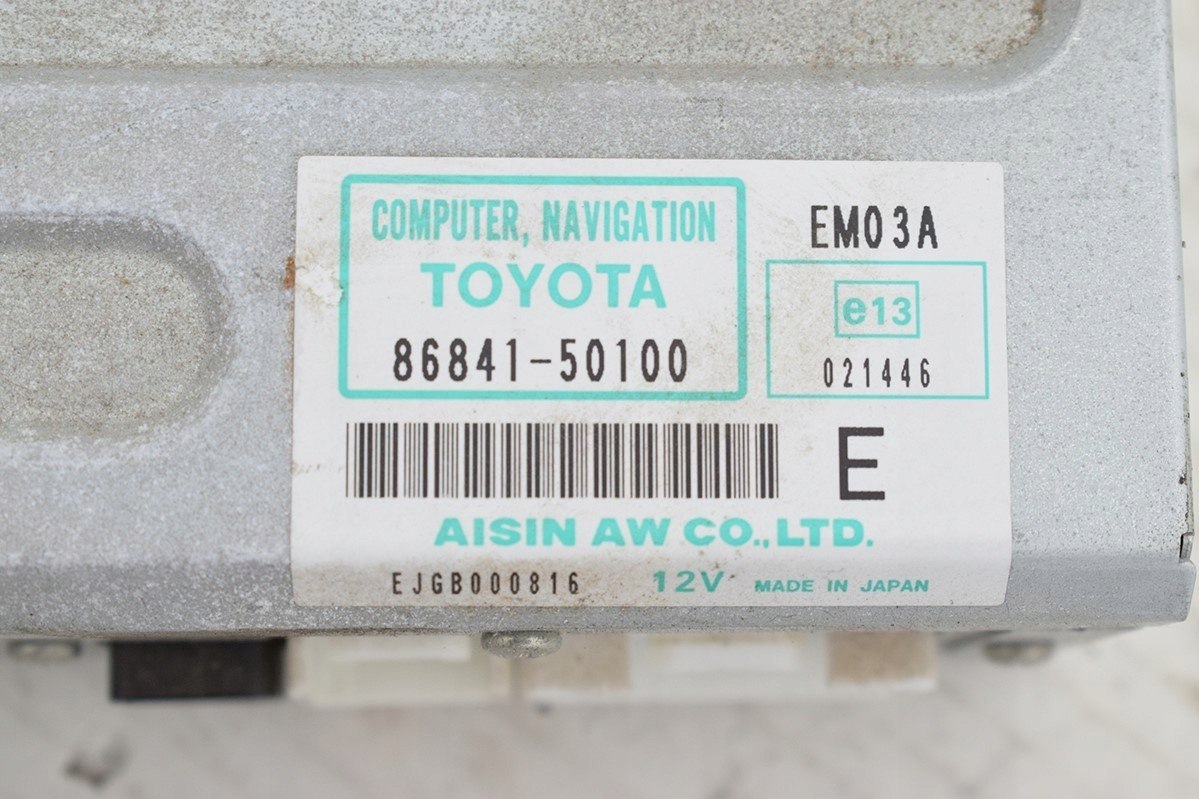 COMPUTER, NAVIGATION
TOYOTA
86841-50100
EM03A
e13
021446
E
AISIN AW CO., LTD.
EJGB000816 12V MADE IN JAPAN